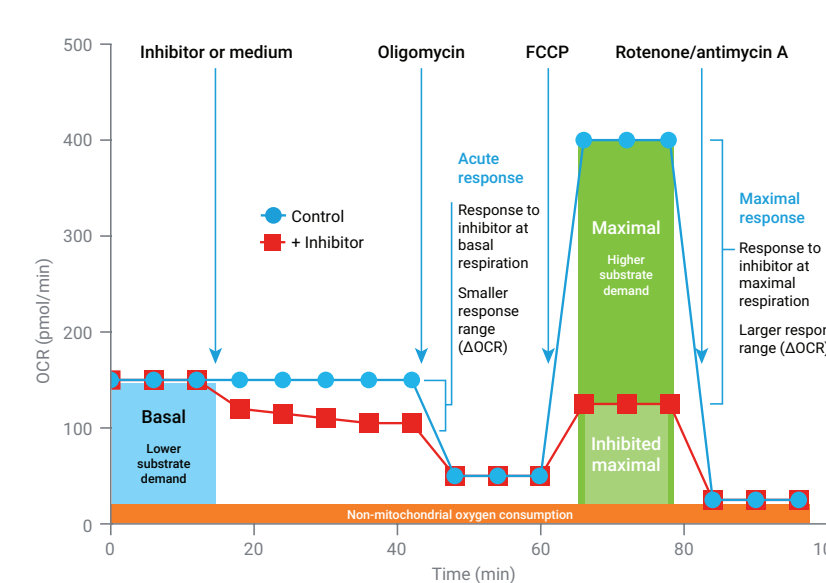 Inhibitor or medium
Oligomycin
FCCP
Rotenone/antimycin A
500
400
300
200
100
0
OCR (pmol/min)
Control
+ Inhibitor
Acute
response
Response to
inhibitor at
basal
respiration
Smaller
response
range
(ΔOCR)
Maximal
Higher
substrate
demand
Inhibited
maximal
Maximal
response
Response to
inhibitor at
maximal
respiration
Larger
range (ΔOCR)
Basal
Lower
substrate
demand
Non-mitochondrial oxygen consumption
0
20
40
60
80
Time (min)